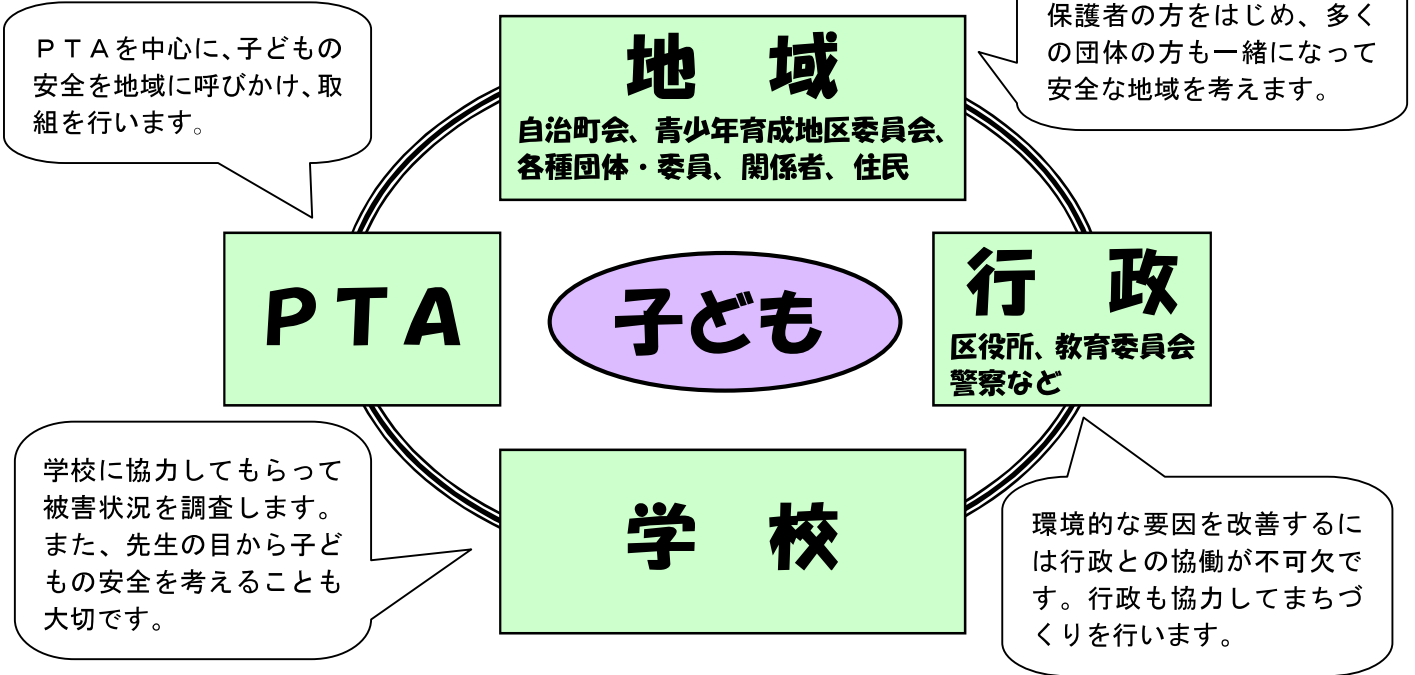 ＰＴＡを中心に、子どもの
安全を地域に呼びかけ、取
組を行います。
地　域
自治町会、青少年育成地区委員会、
各種団体・委員、関係者、住民
保護者の方をはじめ、多く
の団体の方も一緒になって
安全な地域を考えます。
ＰＴＡ
子ども
行　政
区役所、教育委員会
警察など
学校に協力してもらって
被害状況を調査します。
また、先生の目から子ど
もの安全を考えることも
大切です。
学　校
環境的な要因を改善するに
は行政との協働が不可欠で
す。行政も協力してまちづ
くりを行います。